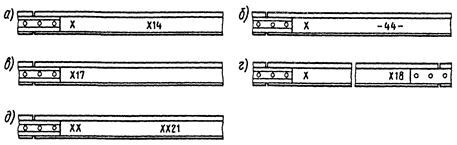 а) X X14
б) X -44-
в) X17
г) X X18
д) XX XX21